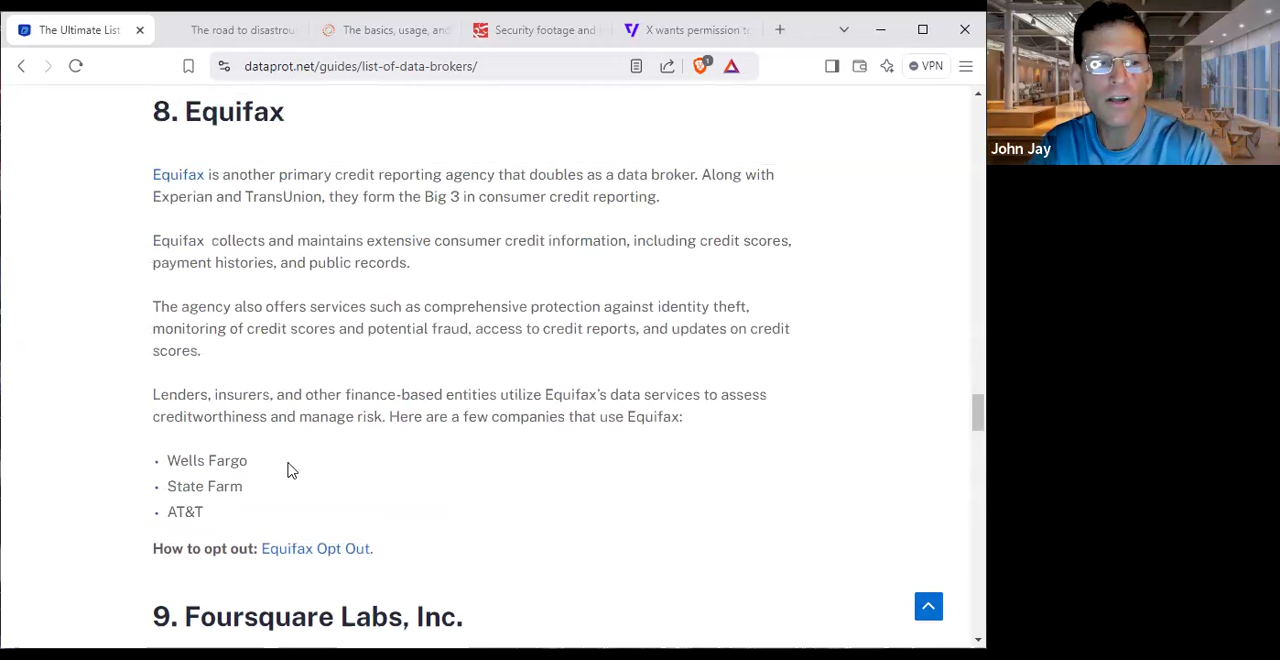 The Ultimate List
The road to disastrou
The basics, usage, and
Security footage and
X wants permission to
dataprot.net/guides/list-of-data-brokers/
1
VPN
John Jay
8. Equifax
Equifax is another primary credit reporting agency that doubles as a data broker. Along with
Experian and TransUnion, they form the Big 3 in consumer credit reporting.
Equifax collects and maintains extensive consumer credit information, including credit scores,
payment histories, and public records.
The agency also offers services such as comprehensive protection against identity theft,
monitoring of credit scores and potential fraud, access to credit reports, and updates on credit
scores.
Lenders, insurers, and other finance-based entities utilize Equifax's data services to assess
creditworthiness and manage risk. Here are a few companies that use Equifax:
• Wells Fargo
• State Farm
• AT&T
How to opt out: Equifax Opt Out.
9. Foursquare Labs, Inc.